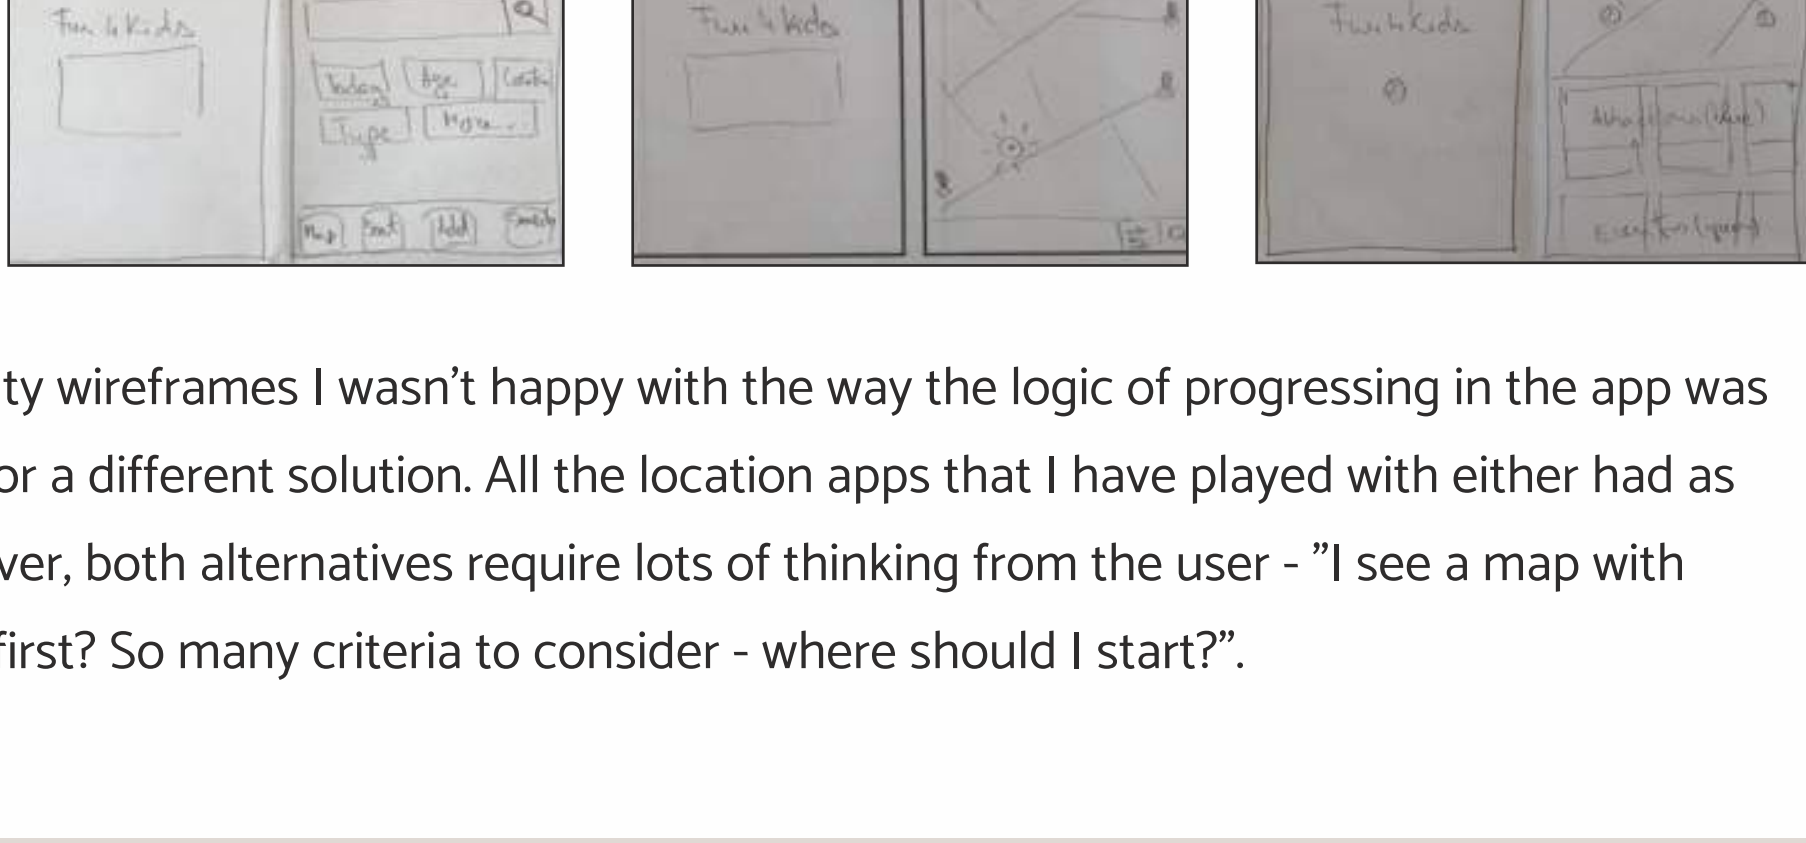 Fun 4 Kids
Today Age
Type More..
Map Add
Fun 4 Kids
Fun 4 Kids
ty wireframes I wasn't happy with the way the logic of progressing in the app was
or a different solution. All the location apps that I have played with either had as
ver, both alternatives require lots of thinking from the user - ”I see a map with
first? So many criteria to consider - where should I start?”.